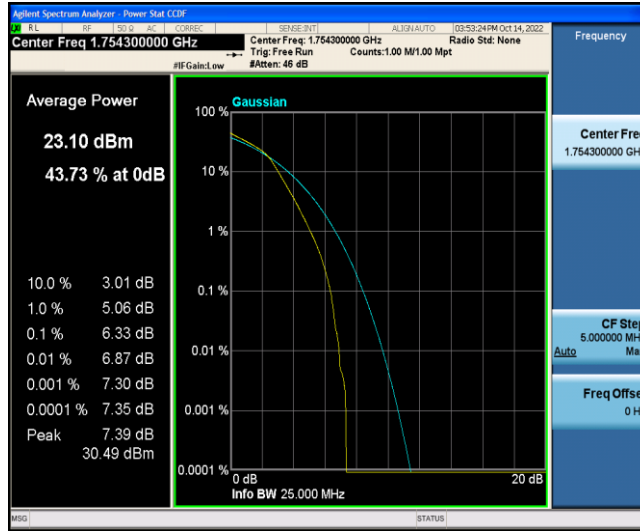 Agilent Spectrum Analyzer - Power Stat CCDF
RL RF 50 Ω AC CORREC SENSE:INT ALIGNAUTO 03:53:24 PM Oct 14, 2022
Center Freq 1.754300000 GHz
Center Freq: 1.754300000 GHz Radio Std: None
Trig: Free Run Counts:1.00 M/1.00 Mpt
#IFGain:Low #Atten: 46 dB
Frequency
Average Power
23.10 dBm
43.73 % at 0dB
10.0 % 3.01 dB
1.0 % 5.06 dB
0.1 % 6.33 dB
0.01 % 6.87 dB
0.001 % 7.30 dB
0.0001 % 7.35 dB
Peak 7.39 dB
30.49 dBm
Gaussian
100 %
10 %
1 %
0.1 %
0.01 %
0.001 %
0.0001 %
0 dB 20 dB
Info BW 25.000 MHz
Center Fre
1.754300000 GH
CF Ste
5.000000 MH
Auto Ma
Freq Offse
0 H
MSG STATUS